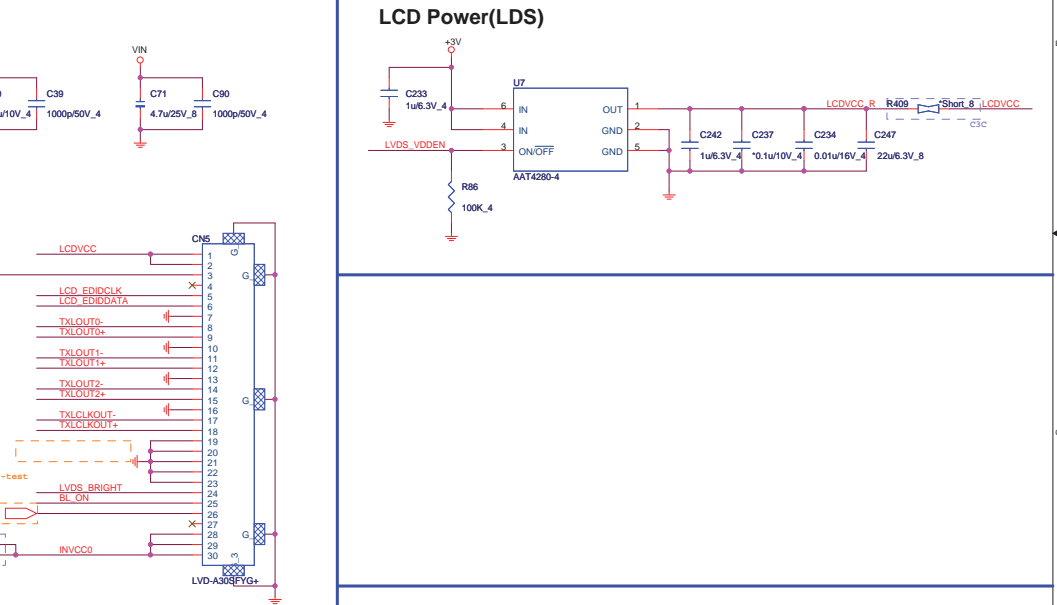 LCD Power(LDS)
VIN
C39
u/10V_4
1000p/50V_4
C71
4.7u/25V_8
C90
1000p/50V_4
+3V
C233
1u/6.3V_4
U7
6 IN OUT 1
4 IN GND 2
3 ON/OFF GND 5
AAT4280-4
LVDS_VDDEN
R86
100K_4
LCDVCC_R
R409
*Short_8
LCDVCC
C3C
C242
1u/6.3V_4
C237
*0.1u/10V_4
C234
0.01u/16V_4
C247
22u/6.3V_8
CN5
G
LCDVCC 1
2
3 G
4
LCD_EDIDCLK 5
LCD_EDIDDATA 6
7
TXLOUT0- 8
TXLOUT0+ 9
10
TXLOUT1- 11
TXLOUT1+ 12
13
TXLOUT2- 14
TXLOUT2+ 15 G
16
TXLCLKOUT- 17
TXLCLKOUT+ 18
19
20
21
22
-test
23
LVDS_BRIGHT 24
BL_ON 25
26
27
28 G
29
INVCC0 30
G_3
LVD-A30SFYG+